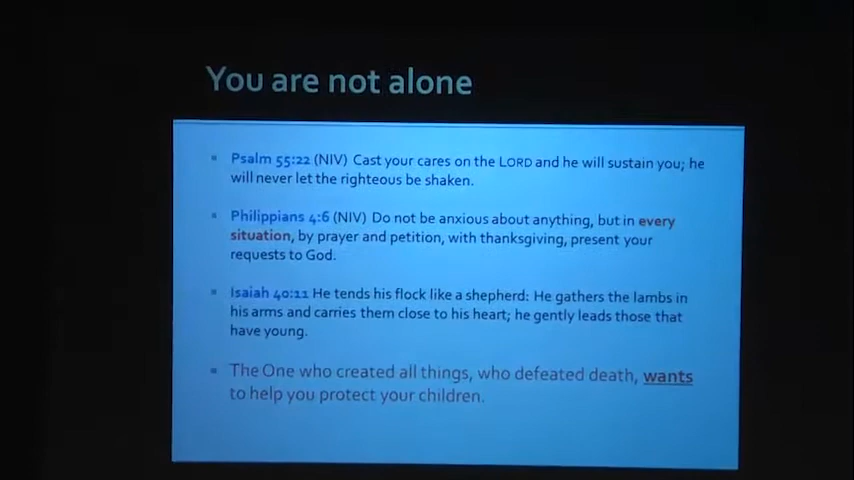 You are not alone
Psalm 55:22 (NIV) Cast your cares on the LORD and he will sustain you; he
will never let the righteous be shaken.
Philippians 4:6 (NIV) Do not be anxious about anything, but in every
situation, by prayer and petition, with thanksgiving, present your
requests to God.
Isaiah 40:11 He tends his flock like a shepherd: He gathers the lambs in
his arms and carries them close to his heart; he gently leads those that
have young.
The One who created all things, who defeated death, wants
to help you protect your children.